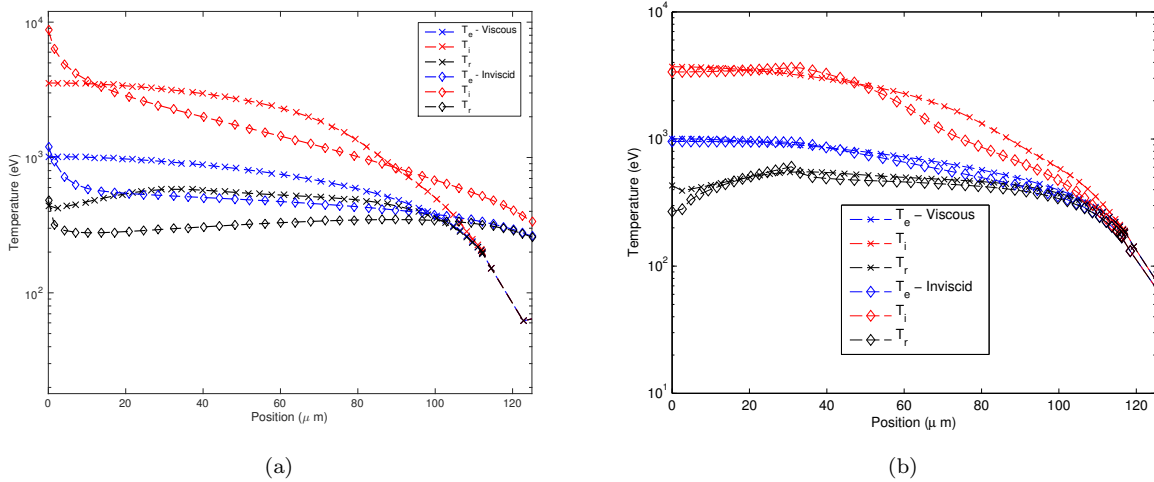 10^4
10^3
10^2
Temperature (eV)
0 20 40 60 80 100 120
Position (μ m)
T_e - Viscous
T_i
T_r
T_e - Inviscid
T_i
T_r
(a)
10^4
10^3
10^2
10^1
Temperature (eV)
0 20 40 60 80 100 120
Position (μ m)
T_e – Viscous
T_i
T_r
T_e – Inviscid
T_i
T_r
(b)